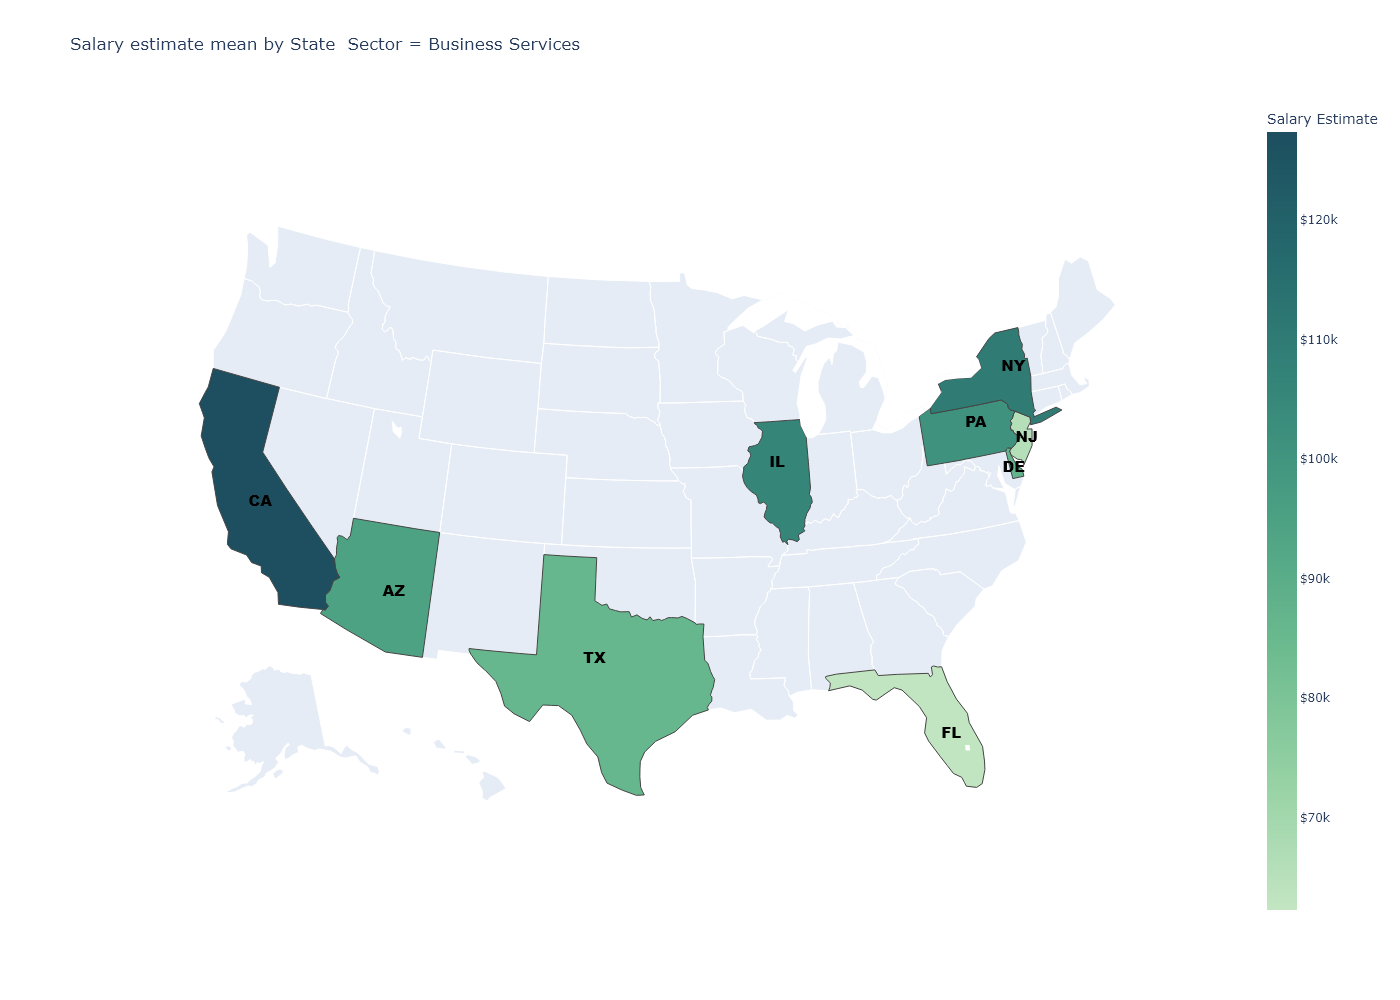 Salary estimate mean by State  Sector = Business Services
Salary Estimate
$120k
$110k
$100k
$90k
$80k
$70k
NY
PA
NJ
DE
IL
CA
AZ
TX
FL